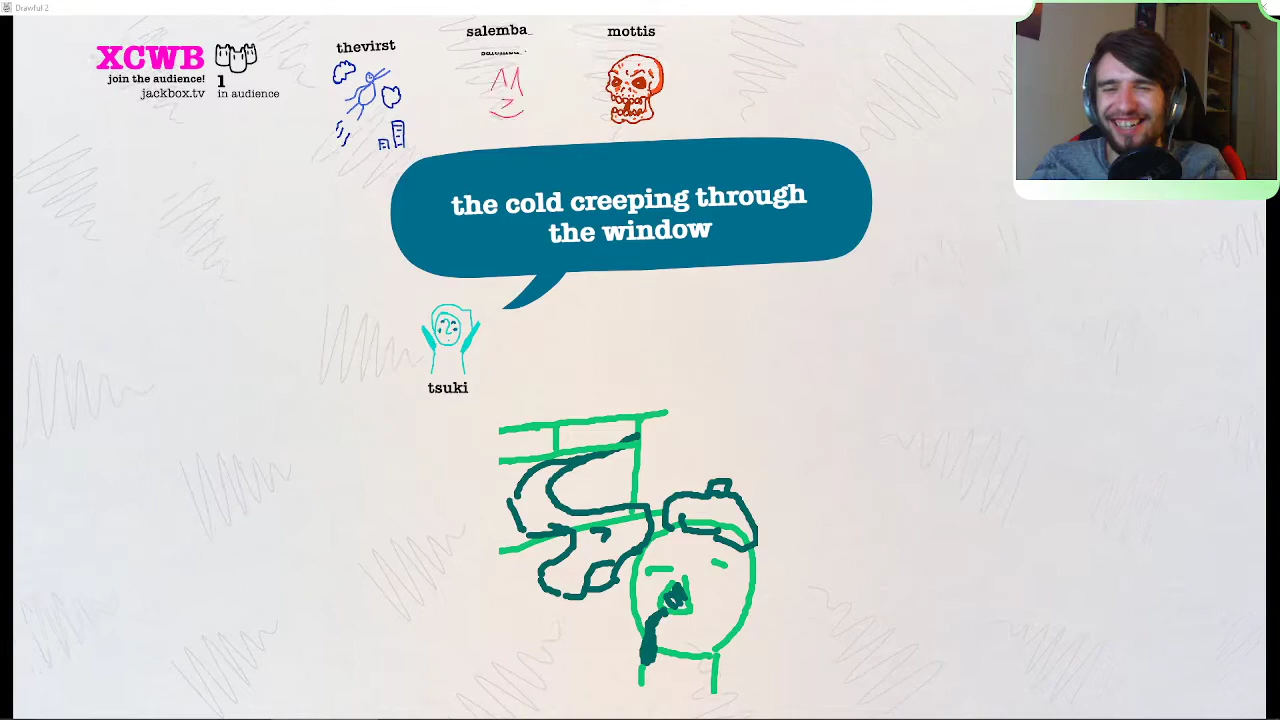 Drawful 2
XCWB
join the audience!
jackbox.tv
1
in audience
thevirst
salemba
salemba
mottis
the cold creeping through
the window
tsuki